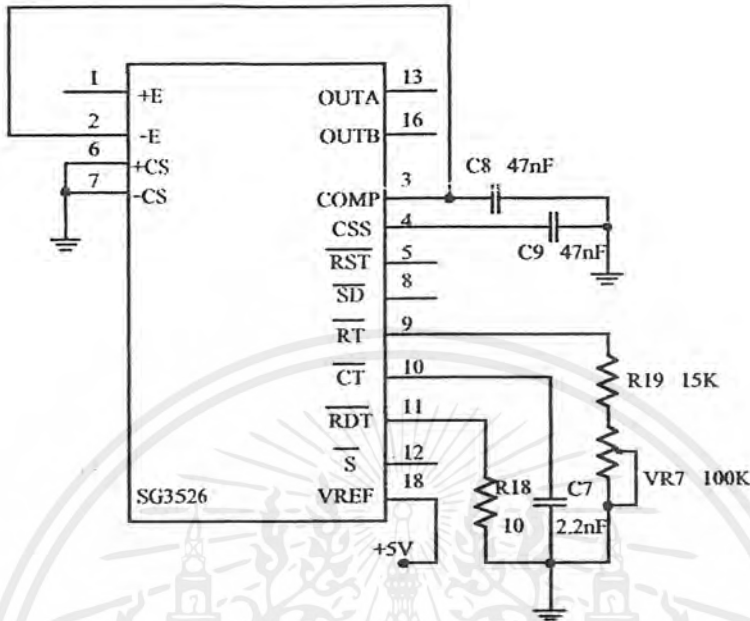 1
+E
2
-E
6
+CS
7
-CS
13
OUTA
16
OUTB
3
COMP
C8 47nF
4
CSS
C9 47nF
5
RST
8
SD
9
RT
R19 15K
10
CT
11
RDT
12
S
R18
C7
VR7 100K
18
VREF
SG3526
10
2.2nF
+5V